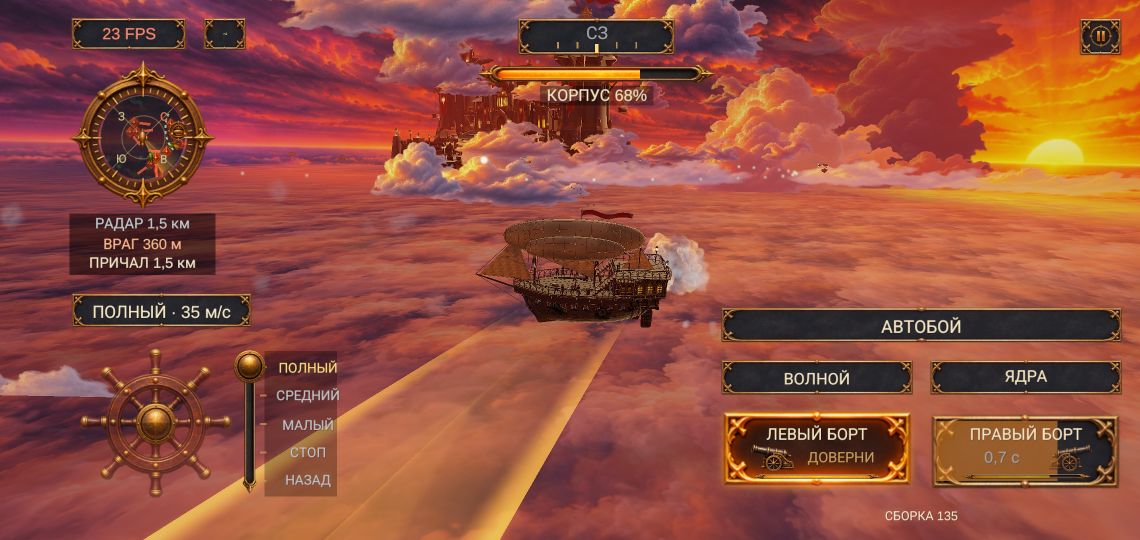 23 FPS
СЗ
КОРПУС 68%
З
С
Ю
В
РАДАР 1,5 км
ВРАГ 360 м
ПРИЧАЛ 1,5 км
ПОЛНЫЙ · 35 м/с
ПОЛНЫЙ
СРЕДНИЙ
МАЛЫЙ
СТОП
НАЗАД
АВТОБОЙ
ВОЛНОЙ
ЯДРА
ЛЕВЫЙ БОРТ
ДОВЕРНИ
ПРАВЫЙ БОРТ
0,7 с
СБОРКА 135